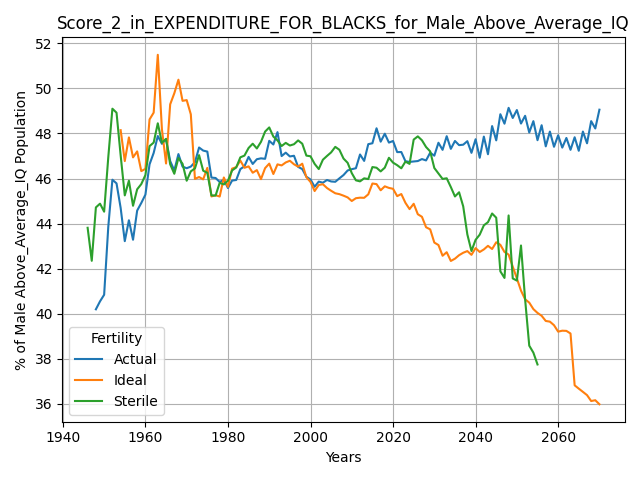 Score_2_in_EXPENDITURE_FOR_BLACKS_for_Male_Above_Average_IQ
% of Male Above_Average_IQ Population
52
50
48
46
44
42
40
38
36
Fertility
Actual
Ideal
Sterile
1940 1960 1980 2000 2020 2040 2060
Years